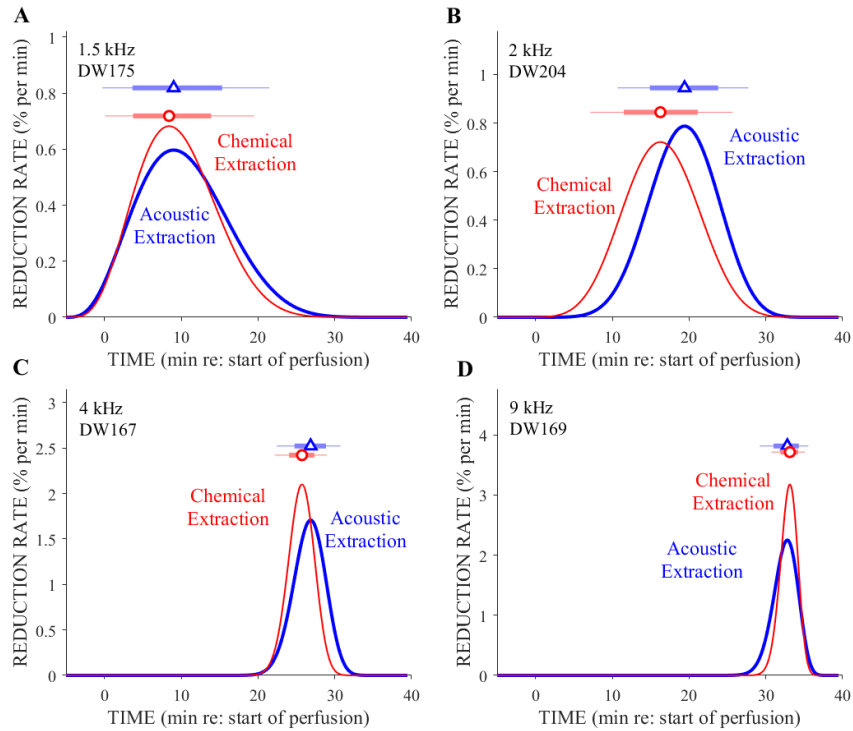 A
1.5 kHz
DW175
Chemical
Extraction
Acoustic
Extraction
REDUCTION RATE (% per min)
0
0.2
0.4
0.6
0.8
1
0 10 20 30 40
TIME (min re: start of perfusion)
B
2 kHz
DW204
Acoustic
Extraction
Chemical
Extraction
REDUCTION RATE (% per min)
0
0.2
0.4
0.6
0.8
1
0 10 20 30 40
TIME (min re: start of perfusion)
C
4 kHz
DW167
Chemical
Extraction
Acoustic
Extraction
REDUCTION RATE (% per min)
0
0.5
1
1.5
2
2.5
3
0 10 20 30 40
TIME (min re: start of perfusion)
D
9 kHz
DW169
Chemical
Extraction
Acoustic
Extraction
REDUCTION RATE (% per min)
0
1
2
3
4
0 10 20 30 40
TIME (min re: start of perfusion)